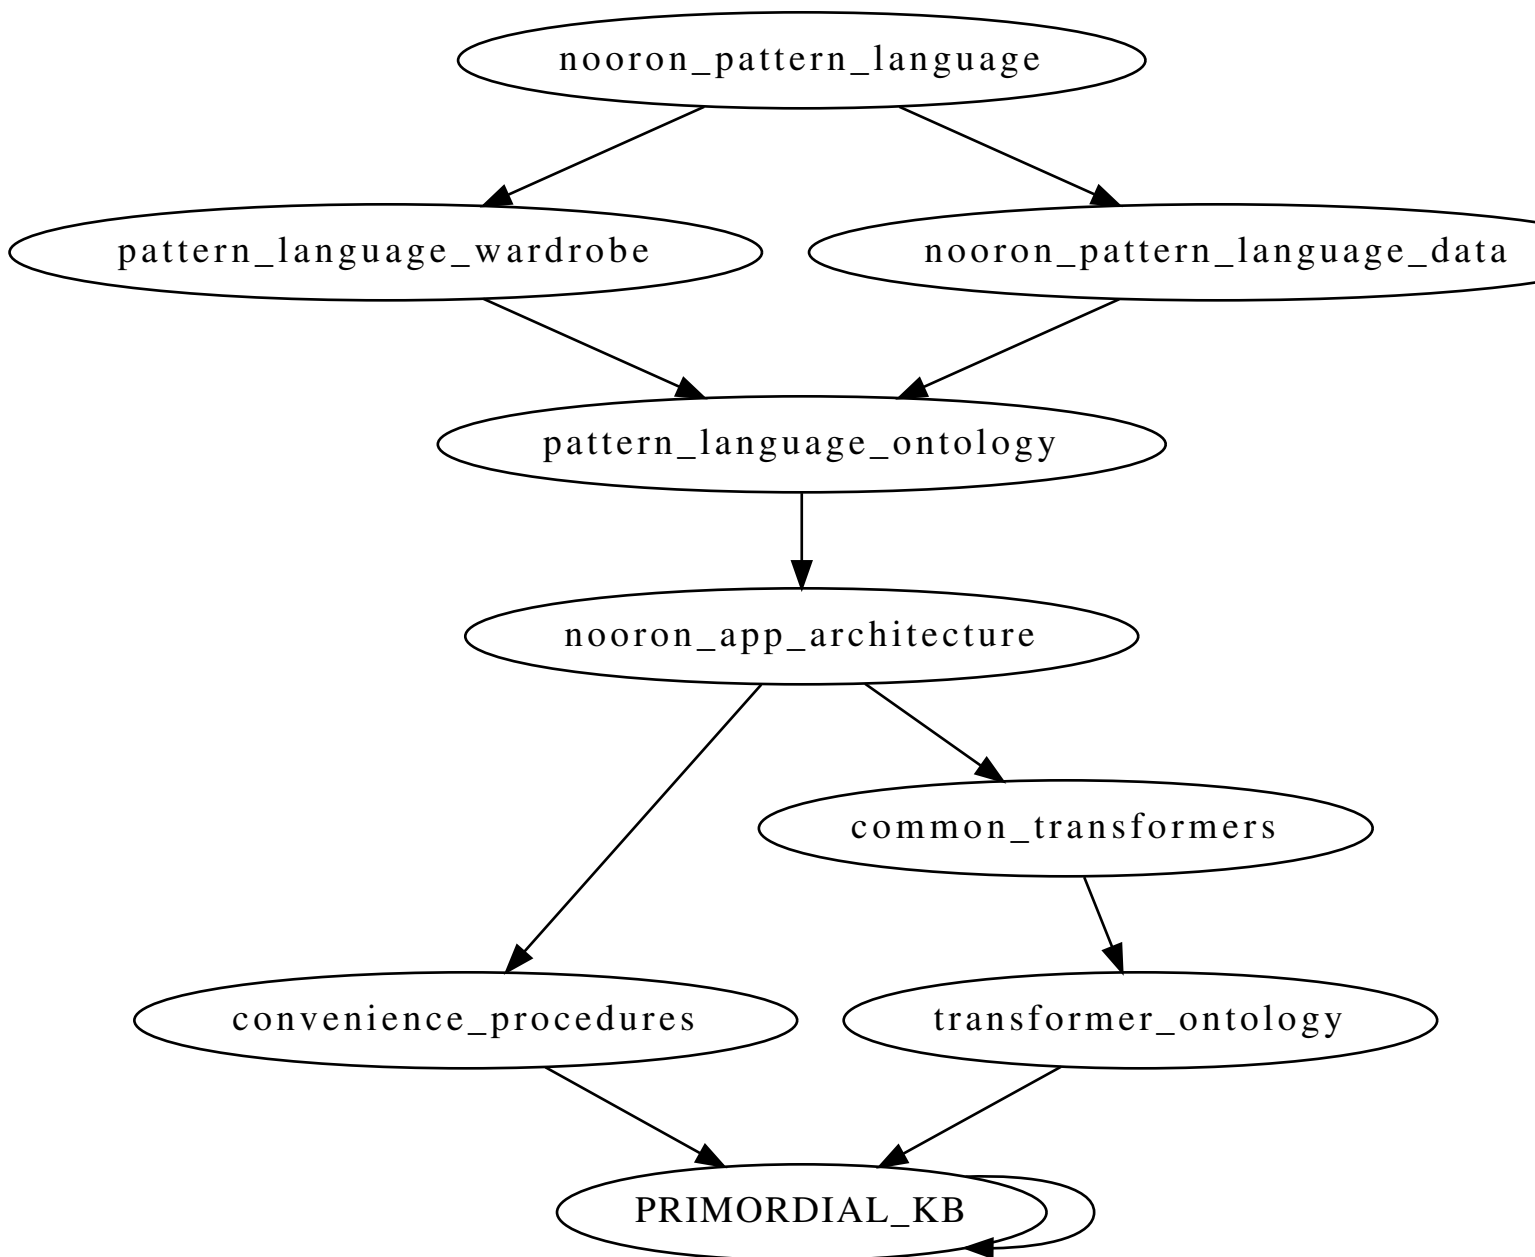 nooron_pattern_language
pattern_language_wardrobe
nooron_pattern_language_data
pattern_language_ontology
nooron_app_architecture
common_transformers
convenience_procedures
transformer_ontology
PRIMORDIAL_KB